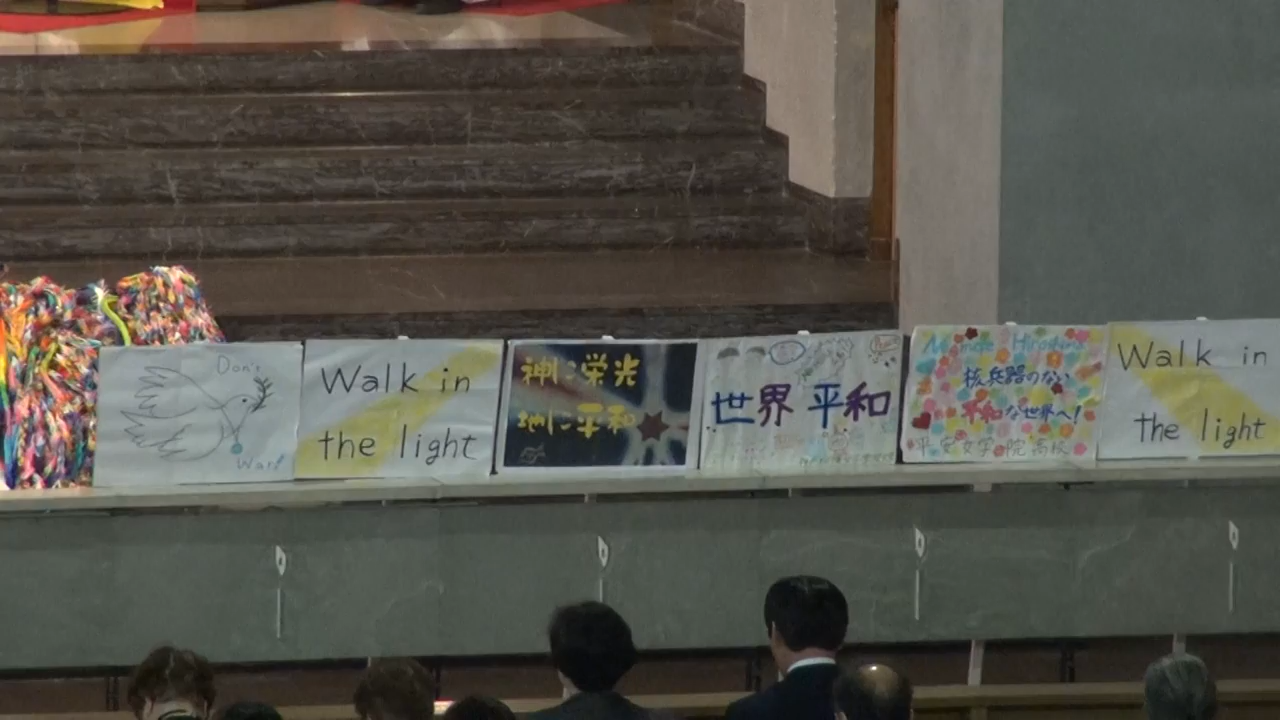 Don't
War!
Walk in
the light
神に栄光
地に平和
世界 平和
No more Hiroshima
核兵器のない
平和な世界へ!
平安女学院高校
Walk in
the light